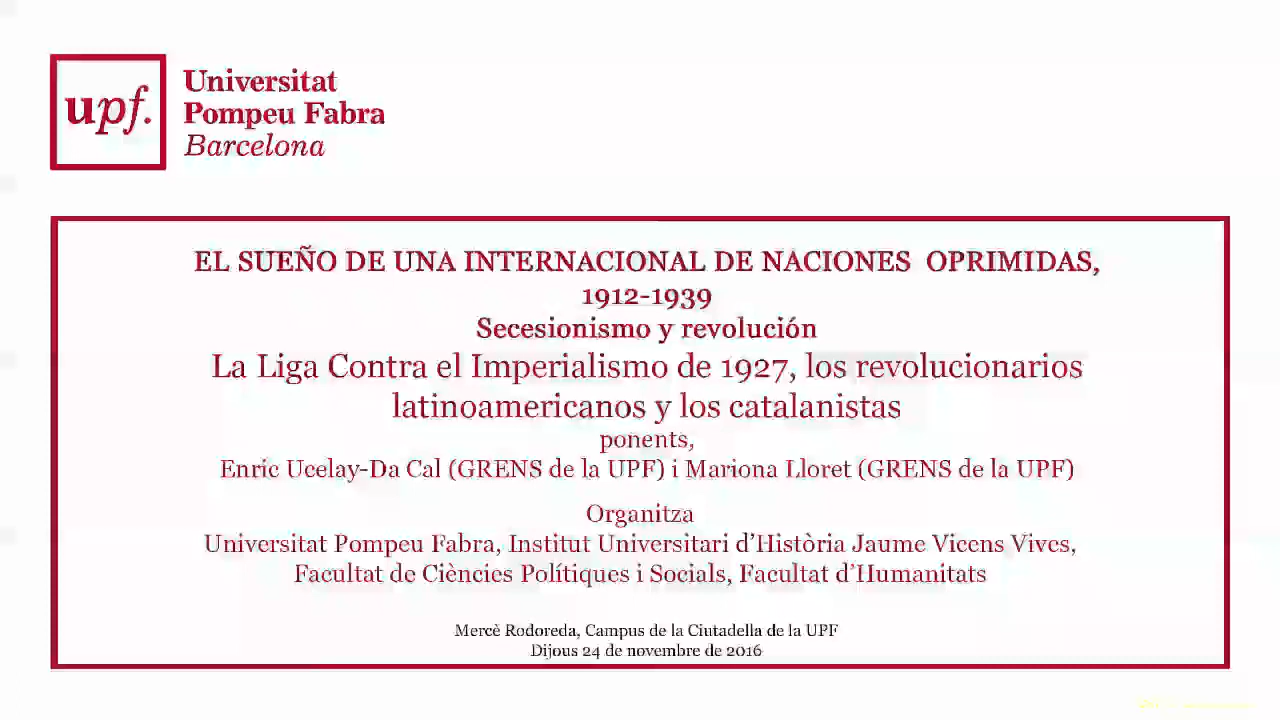 upf.
Universitat
Pompeu Fabra
Barcelona
EL SUEÑO DE UNA INTERNACIONAL DE NACIONES OPRIMIDAS,
1912-1939
Secesionismo y revolución
La Liga Contra el Imperialismo de 1927, los revolucionarios
latinoamericanos y los catalanistas
ponents,
Enric Ucelay-Da Cal (GRENS de la UPF) i Mariona Lloret (GRENS de la UPF)
Organitza
Universitat Pompeu Fabra, Institut Universitari d’Història Jaume Vicens Vives,
Facultat de Ciències Polítiques i Socials, Facultat d’Humanitats
Mercè Rodoreda, Campus de la Ciutadella de la UPF
Dijous 24 de novembre de 2016